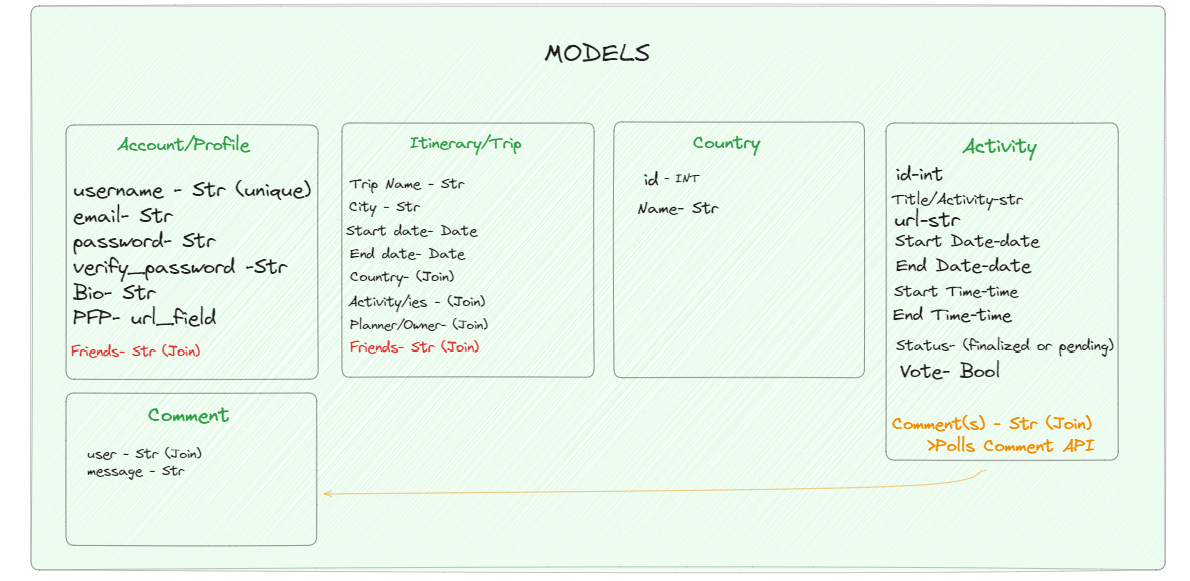 MODELS
Account/Profile
username - Str (unique)
email- Str
password- Str
verify_password -Str
Bio- Str
PFP- url_field
Friends- Str (Join)
Itinerary/Trip
Trip Name - Str
City - Str
Start date- Date
End date- Date
Country- (Join)
Activity/ies - (Join)
Planner/Owner- (Join)
Friends- Str (Join)
Country
id - INT
Name- Str
Activity
id-int
Title/Activity-str
url-str
Start Date-date
End Date-date
Start Time-time
End Time-time
Status- (finalized or pending)
Vote- Bool
Comment(s) - Str (Join)
>Polls Comment API
Comment
user - Str (Join)
message - Str